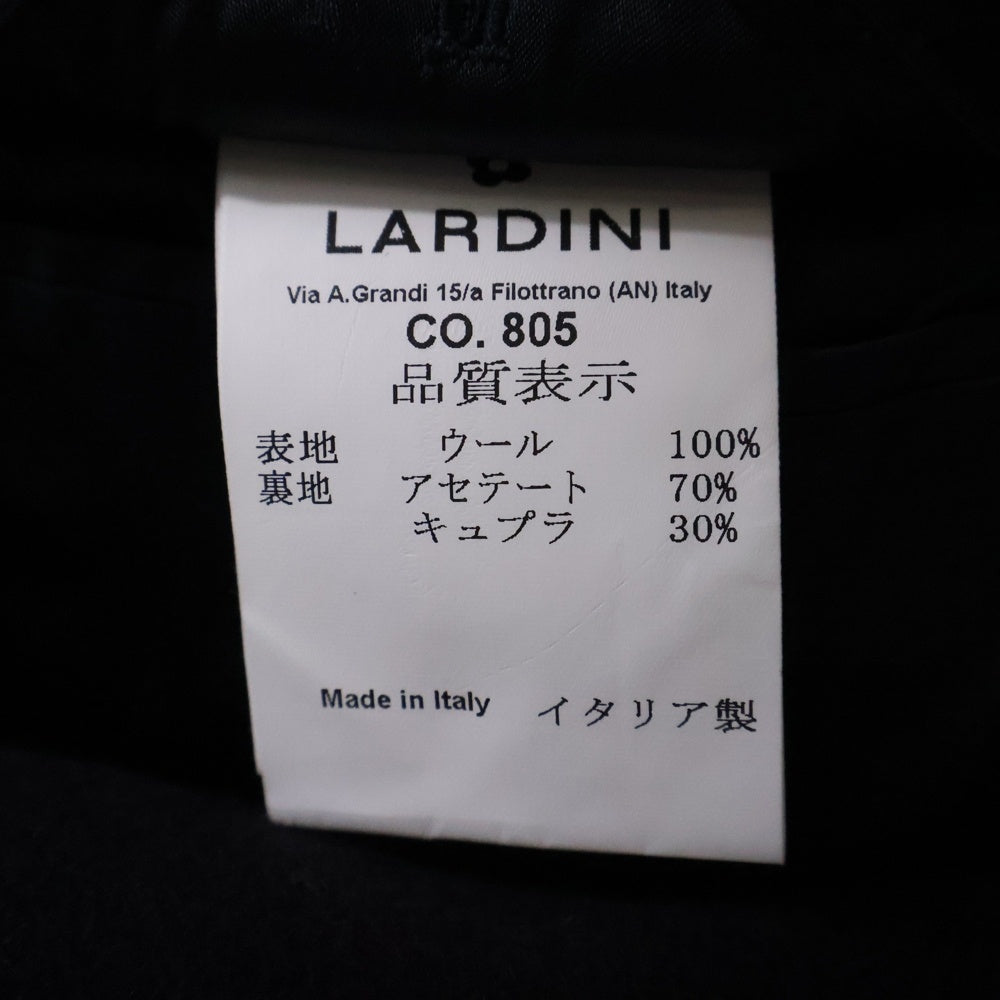 LARDINI
Via A.Grandi 15/a Filottrano (AN) Italy
CO. 805
品質表示
表地 ウール 100%
裏地 アセテート 70%
キュプラ 30%
Made in Italy イタリア製